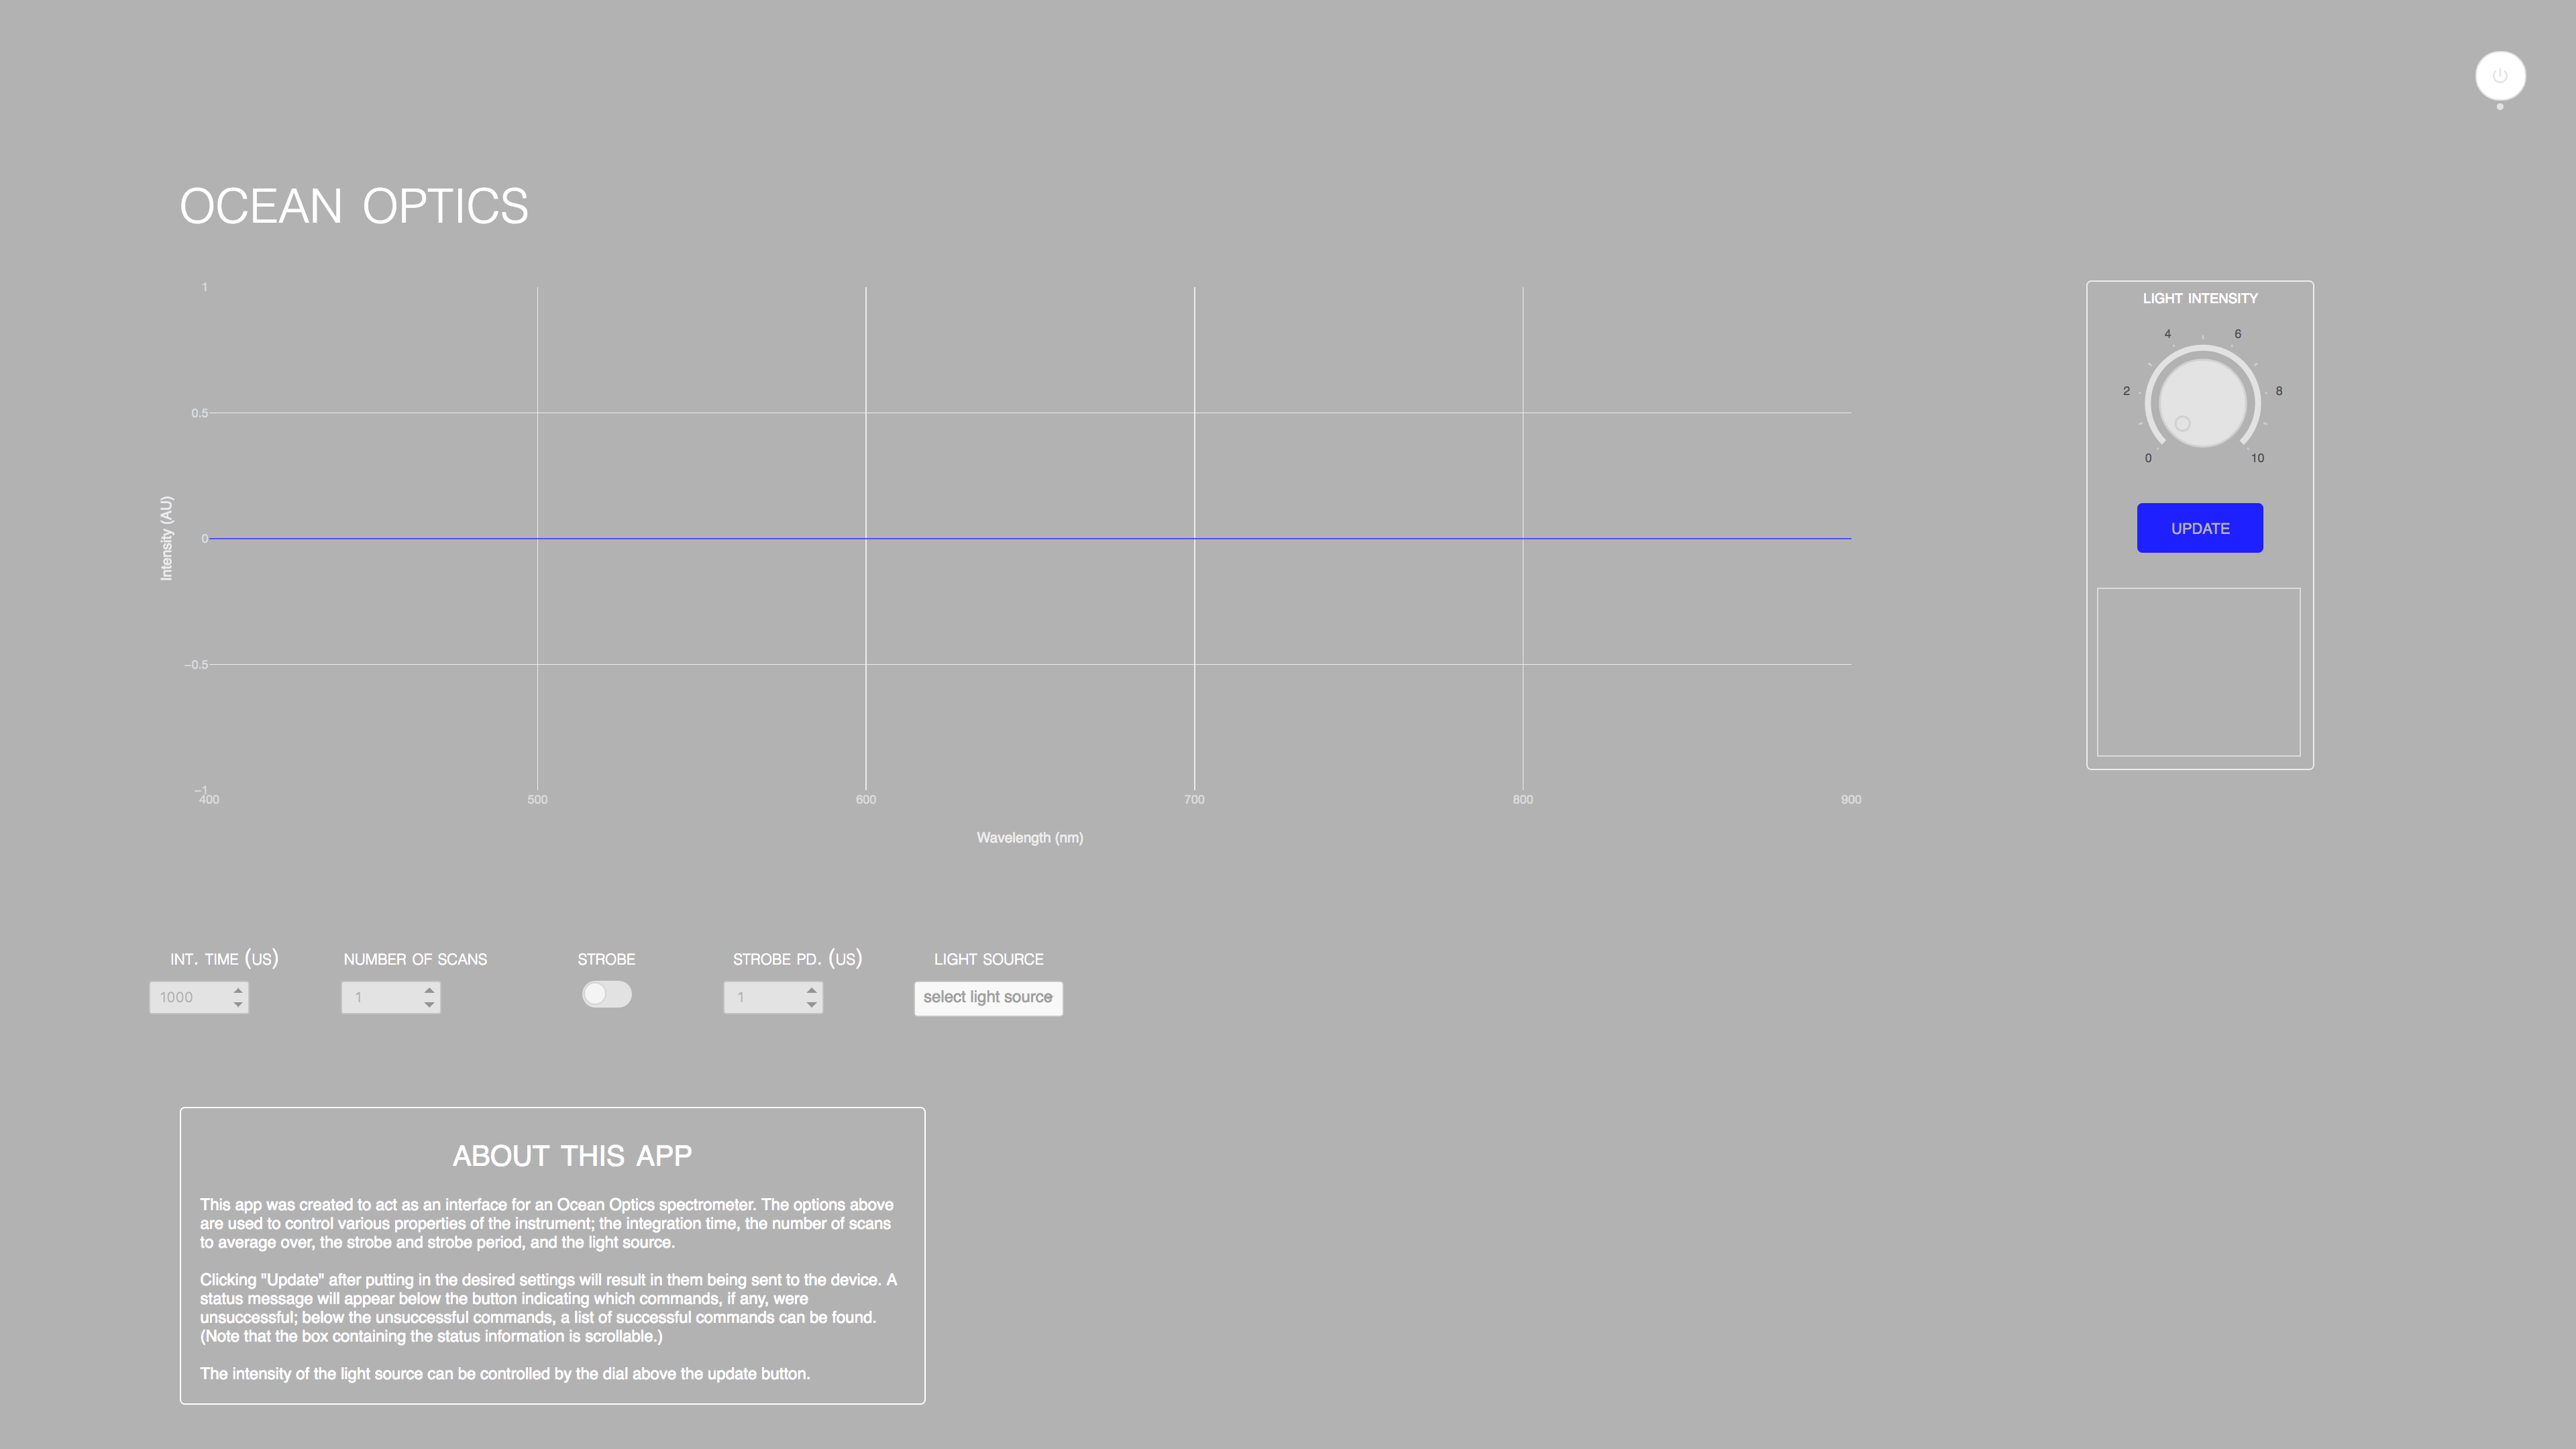 OCEAN OPTICS
1
0.5
0
−0.5
−1
Intensity (AU)
400
500
600
700
800
900
Wavelength (nm)
LIGHT INTENSITY
0
2
4
6
8
10
UPDATE
INT. TIME (US)
NUMBER OF SCANS
STROBE
STROBE PD. (US)
LIGHT SOURCE
1000
1
1
select light source
ABOUT THIS APP
This app was created to act as an interface for an Ocean Optics spectrometer. The options above
are used to control various properties of the instrument; the integration time, the number of scans
to average over, the strobe and strobe period, and the light source.
Clicking "Update" after putting in the desired settings will result in them being sent to the device. A
status message will appear below the button indicating which commands, if any, were
unsuccessful; below the unsuccessful commands, a list of successful commands can be found.
(Note that the box containing the status information is scrollable.)
The intensity of the light source can be controlled by the dial above the update button.